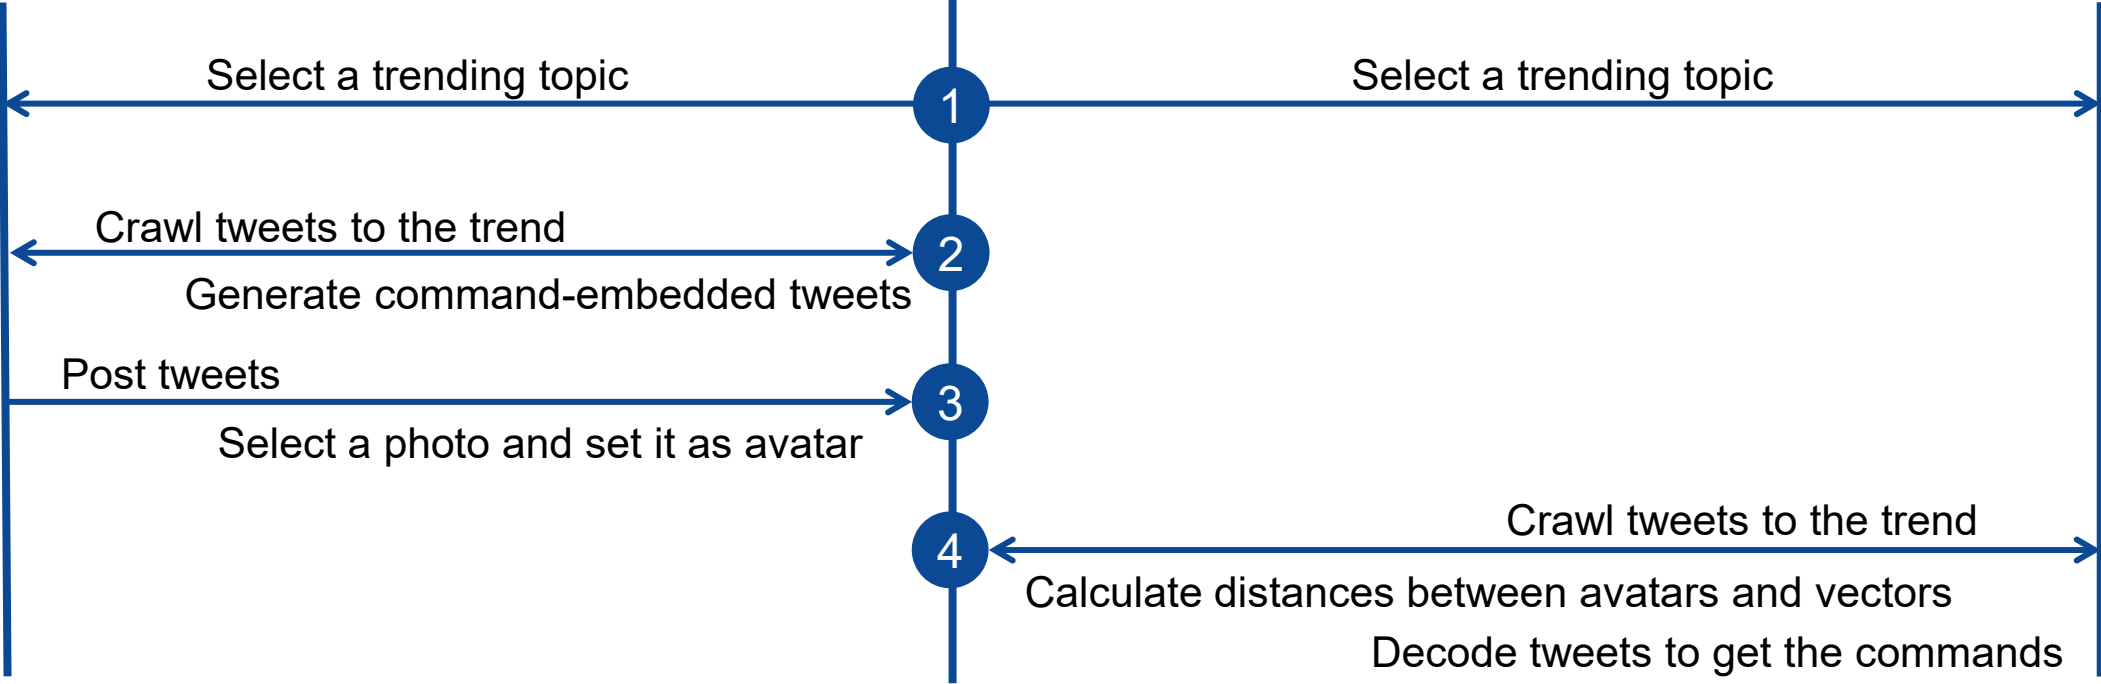 Select a trending topic
1
Select a trending topic
Crawl tweets to the trend
2
Generate command-embedded tweets
Post tweets
3
Select a photo and set it as avatar
4
Crawl tweets to the trend
Calculate distances between avatars and vectors
Decode tweets to get the commands